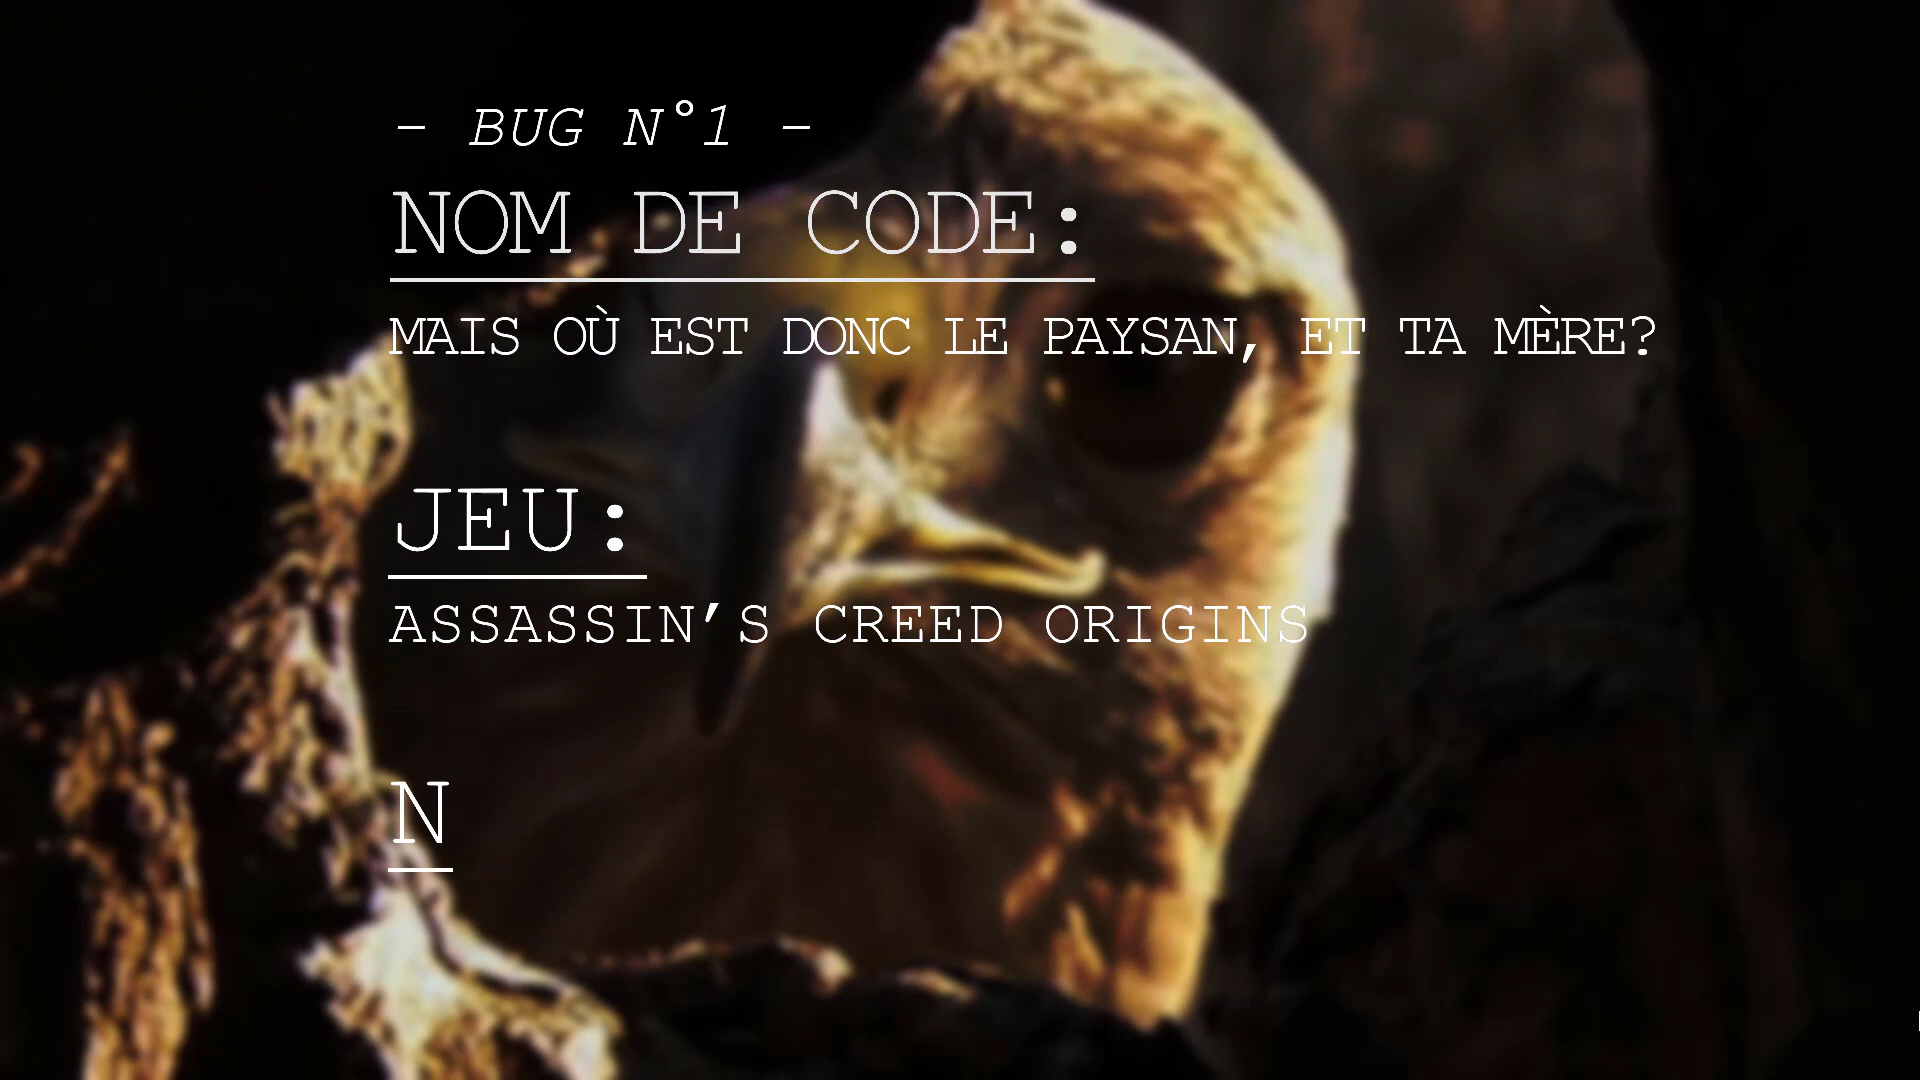 - BUG N°1 -
NOM DE CODE:
MAIS OÙ EST DONC LE PAYSAN, ET TA MÈRE?
JEU:
ASSASSIN’S CREED ORIGINS
N